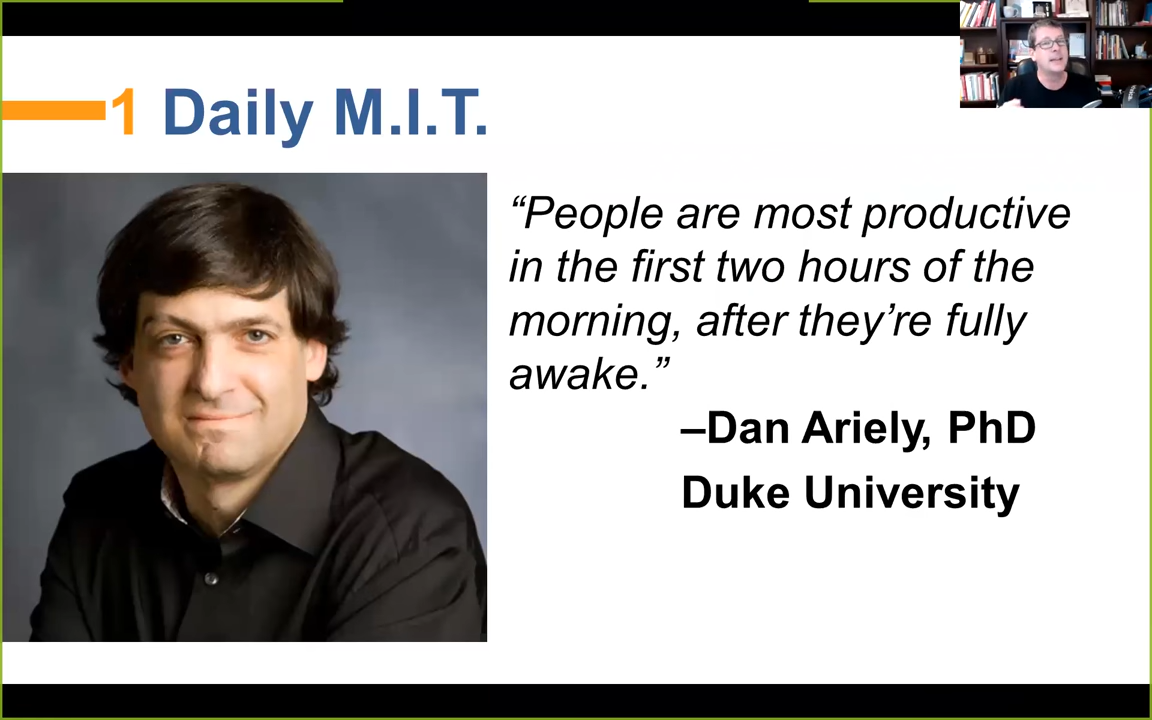 1 Daily M.I.T.
“People are most productive
in the first two hours of the
morning, after they’re fully
awake.”
–Dan Ariely, PhD
Duke University